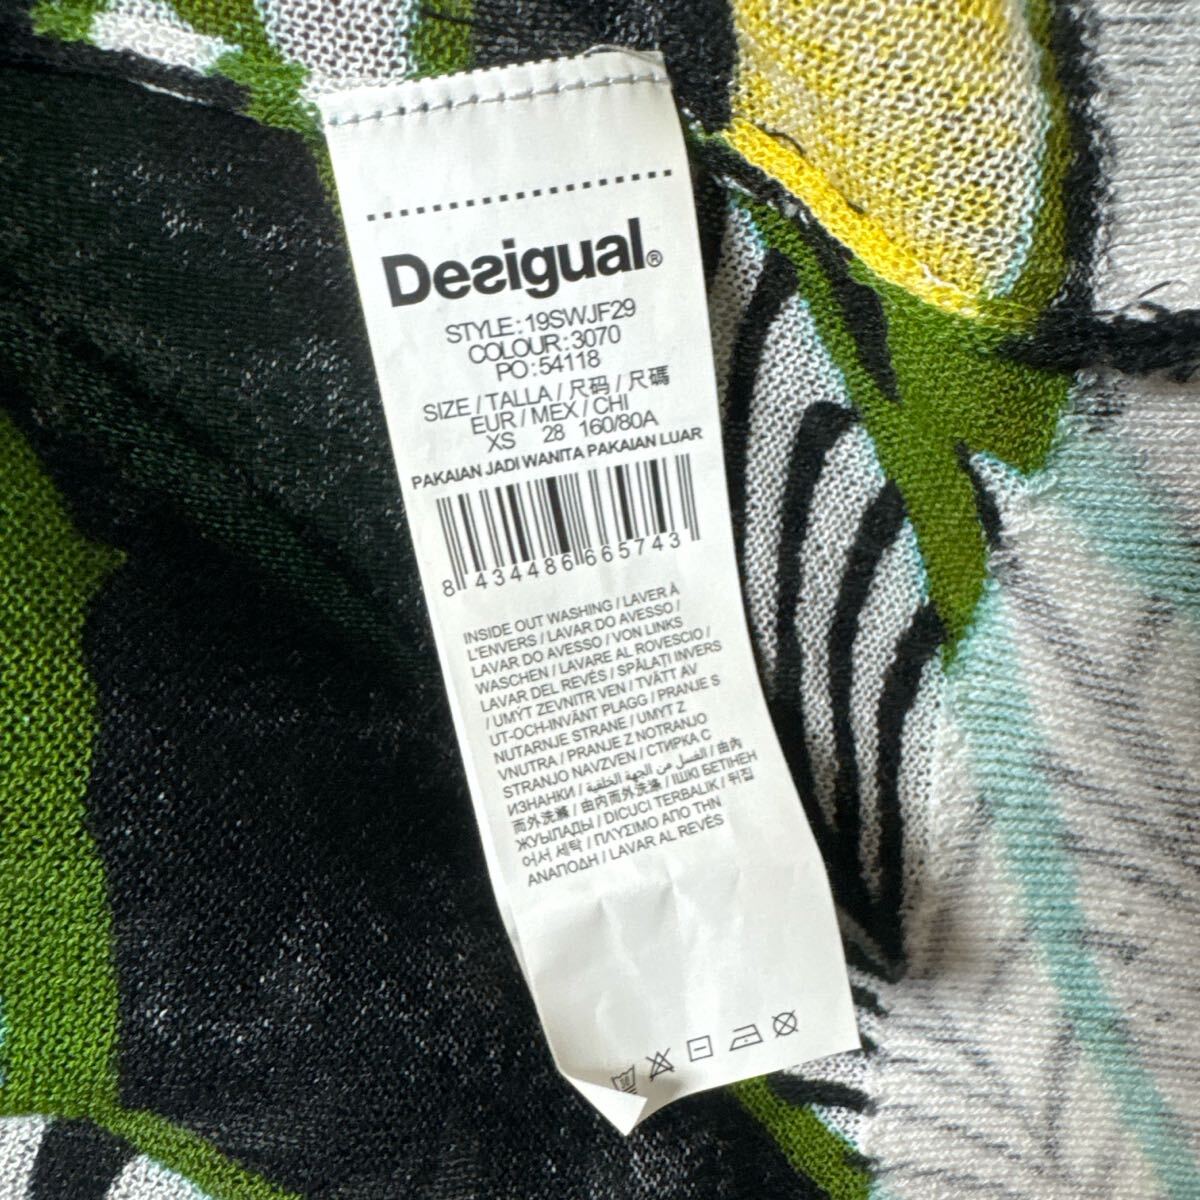 Desigual®
STYLE : 19SWJF29
COLOUR : 3070
PO : 54118
SIZE / TALLA / 尺码 / 尺碼
EUR / MEX / CHI
XS 28 160/80A
PAKAIAN JADI WANITA PAKAIAN LUAR
8 434486 665743
INSIDE OUT WASHING / LAVER À
L'ENVERS / LAVAR DO AVESSO /
LAVAR DO AVESSO / VON LINKS
WASCHEN / LAVARE AL ROVESCIO /
LAVAR DEL REVÉS / SPĂLAȚI INVERS
/ UMÝT ZEVNITR VEN / TVÄTT AV
UT-OCH-INVÄNT PLAGG / PRANJE S
NUTARNJE STRANE / UMYT Z
VNUTRA / PRANJE Z NOTRANJO
STRANJO NAVZVEN / СТИРКА С
ИЗНАНКИ / الغسل من الجهة الخلفية / 由內
而外洗滌 / 由内而外洗滌 / ІШКІ БЕТІНЕН
ЖУЫЛАДЫ / DICUCI TERBALIK / 뒤집
어서 세탁 / ΠΛΥΣΙΜΟ ΑΠΟ ΤΗΝ
ΑΝΑΠΟΔΗ / LAVAR AL REVÉS